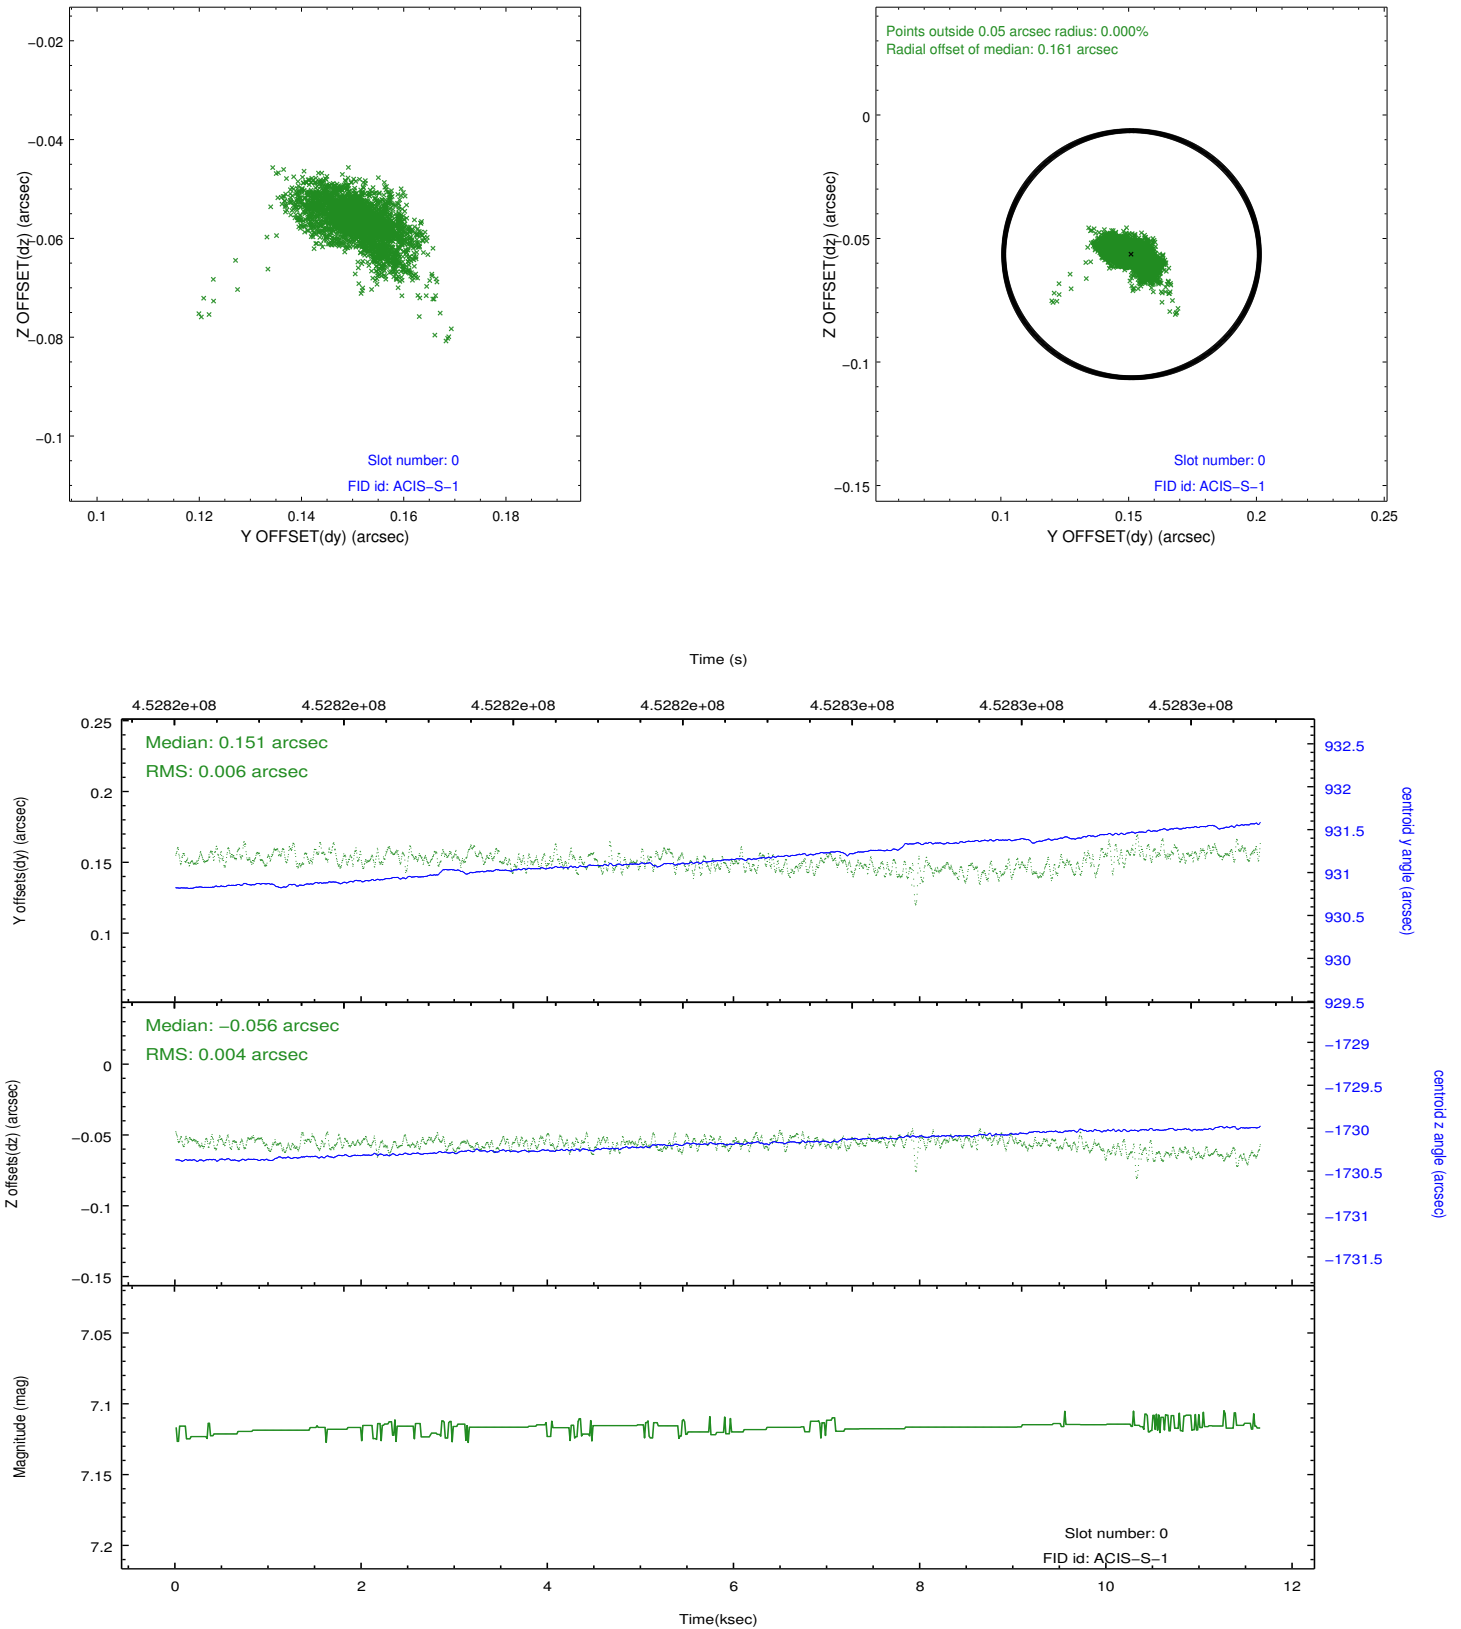 Points outside 0.05 arcsec radius: 0.000%
Radial offset of median: 0.161 arcsec
−0.02
−0.04
−0.06
−0.08
−0.1
Z OFFSET(dz) (arcsec)
Slot number: 0
FID id: ACIS−S−1
0.1 0.12 0.14 0.16 0.18
Y OFFSET(dy) (arcsec)
0
−0.05
−0.1
−0.15
Z OFFSET(dz) (arcsec)
Slot number: 0
FID id: ACIS−S−1
0.1 0.15 0.2 0.25
Y OFFSET(dy) (arcsec)
Time (s)
4.5282e+08 4.5282e+08 4.5282e+08 4.5282e+08 4.5283e+08 4.5283e+08 4.5283e+08
Median: 0.151 arcsec
RMS: 0.006 arcsec
0.25
0.2
0.15
0.1
Y offsets(dy) (arcsec)
932.5
932
931.5
931
930.5
930
929.5
centroid y angle (arcsec)
Median: −0.056 arcsec
RMS: 0.004 arcsec
0
−0.05
−0.1
−0.15
Z offsets(dz) (arcsec)
−1729
−1729.5
−1730
−1730.5
−1731
−1731.5
centroid z angle (arcsec)
7.05
7.1
7.15
7.2
Magnitude (mag)
Slot number: 0
FID id: ACIS−S−1
0 2 4 6 8 10 12
Time(ksec)